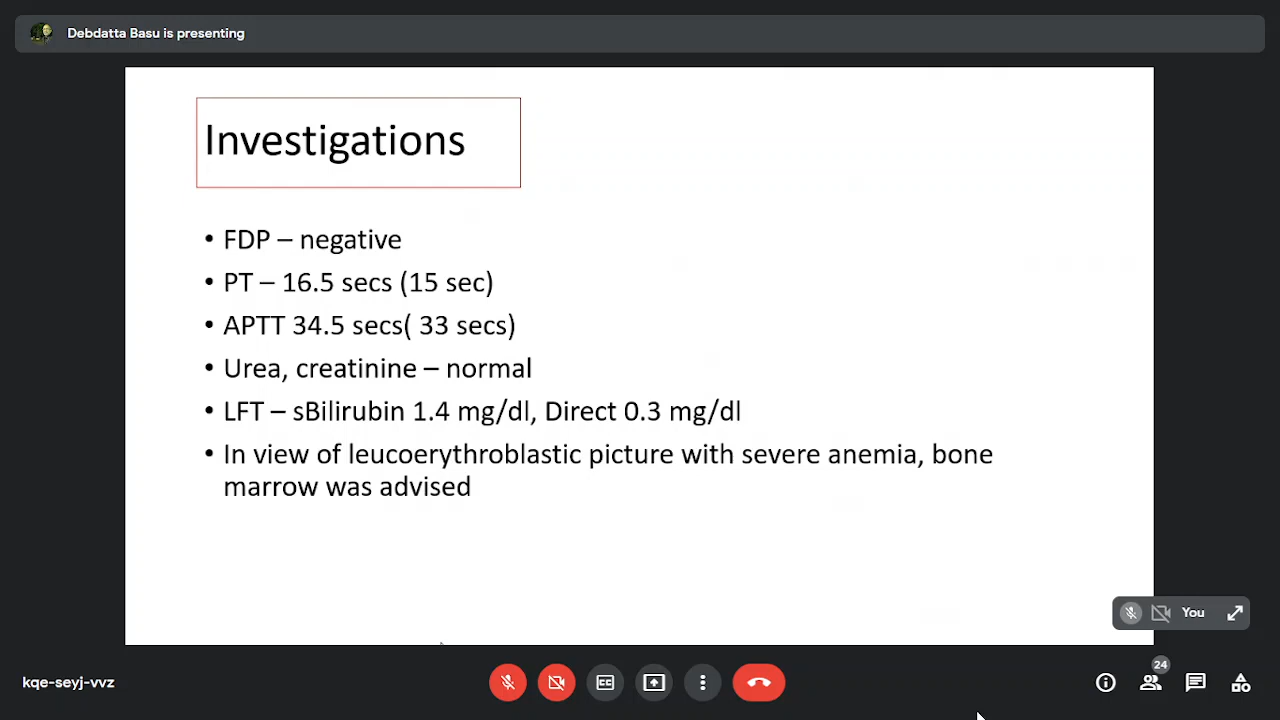 Debdatta Basu is presenting
Investigations
• FDP – negative
• PT – 16.5 secs (15 sec)
• APTT 34.5 secs( 33 secs)
• Urea, creatinine – normal
• LFT – sBilirubin 1.4 mg/dl, Direct 0.3 mg/dl
• In view of leucoerythroblastic picture with severe anemia, bone
marrow was advised
You
kqe-seyj-vvz
CC
24